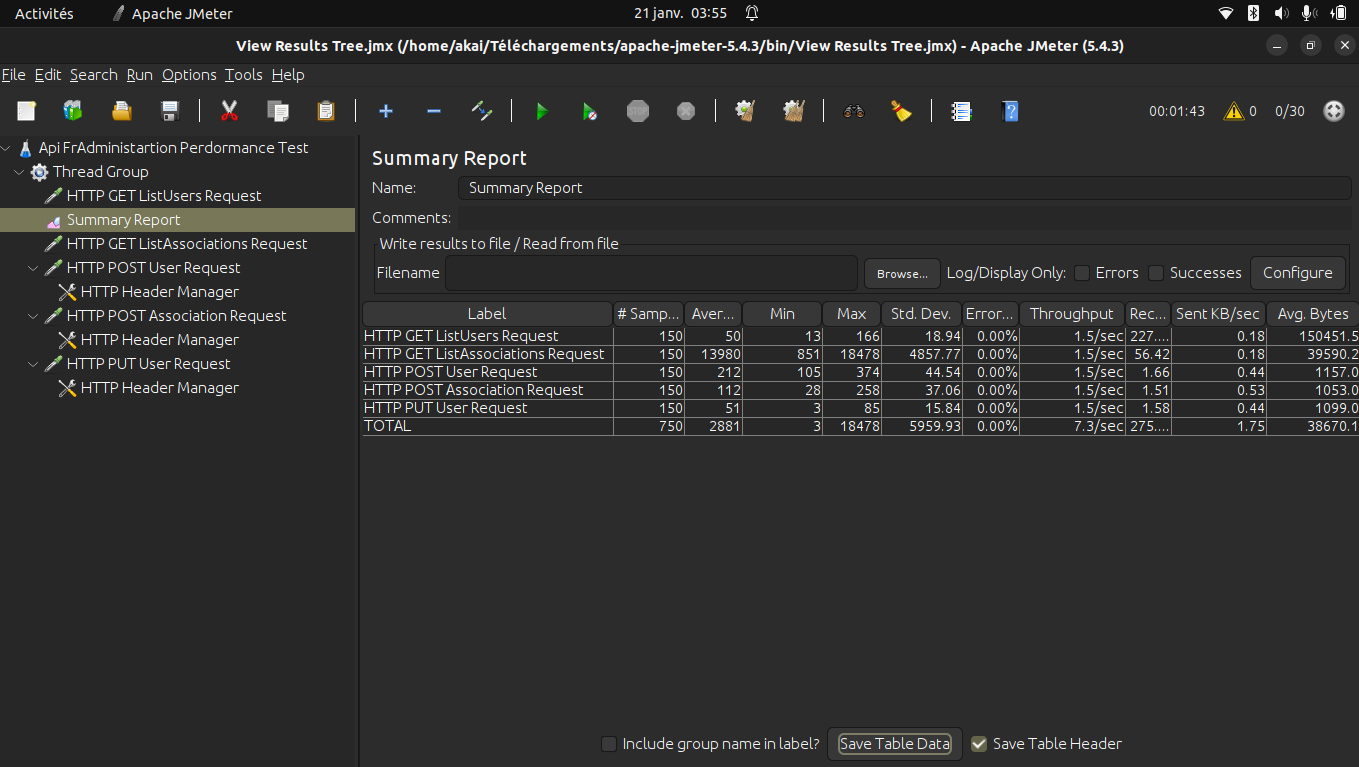 Activités Apache JMeter 21 janv. 03:55
View Results Tree.jmx (/home/akai/Téléchargements/apache-jmeter-5.4.3/bin/View Results Tree.jmx) - Apache JMeter (5.4.3)
File Edit Search Run Options Tools Help
STOP 00:01:43 0 0/30
Api FrAdministartion Perdormance Test
Thread Group
HTTP GET ListUsers Request
Summary Report
HTTP GET ListAssociations Request
HTTP POST User Request
HTTP Header Manager
HTTP POST Association Request
HTTP Header Manager
HTTP PUT User Request
HTTP Header Manager
Summary Report
Name: Summary Report
Comments:
Write results to file / Read from file
Filename Browse... Log/Display Only: Errors Successes Configure
Label # Samp... Aver... Min Max Std. Dev. Error... Throughput Rec... Sent KB/sec Avg. Bytes
HTTP GET ListUsers Request 150 50 13 166 18.94 0.00% 1.5/sec 227.... 0.18 150451.5
HTTP GET ListAssociations Request 150 13980 851 18478 4857.77 0.00% 1.5/sec 56.42 0.18 39590.2
HTTP POST User Request 150 212 105 374 44.54 0.00% 1.5/sec 1.66 0.44 1157.0
HTTP POST Association Request 150 112 28 258 37.06 0.00% 1.5/sec 1.51 0.53 1053.0
HTTP PUT User Request 150 51 3 85 15.84 0.00% 1.5/sec 1.58 0.44 1099.0
TOTAL 750 2881 3 18478 5959.93 0.00% 7.3/sec 275.... 1.75 38670.1
Include group name in label? Save Table Data Save Table Header